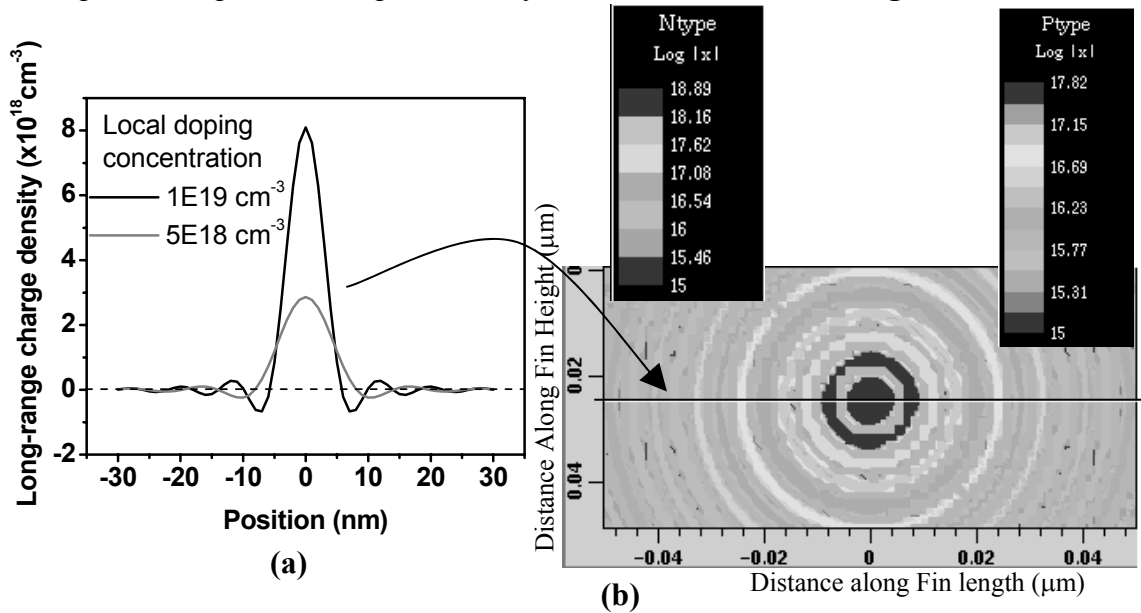 Long-range charge density (x10^18cm^-3)
8
6
4
2
0
-2
Local doping
concentration
1E19 cm^-3
5E18 cm^-3
-30 -20 -10 0 10 20 30
Position (nm)
(a)
Ntype
Log |x|
18.89
18.16
17.62
17.08
16.54
16
15.46
15
Ptype
Log |x|
17.82
17.15
16.69
16.23
15.77
15.31
15
Distance Along Fin Height (μm)
0
0.02
0.04
-0.04 -0.02 0 0.02 0.04
Distance along Fin length (μm)
(b)